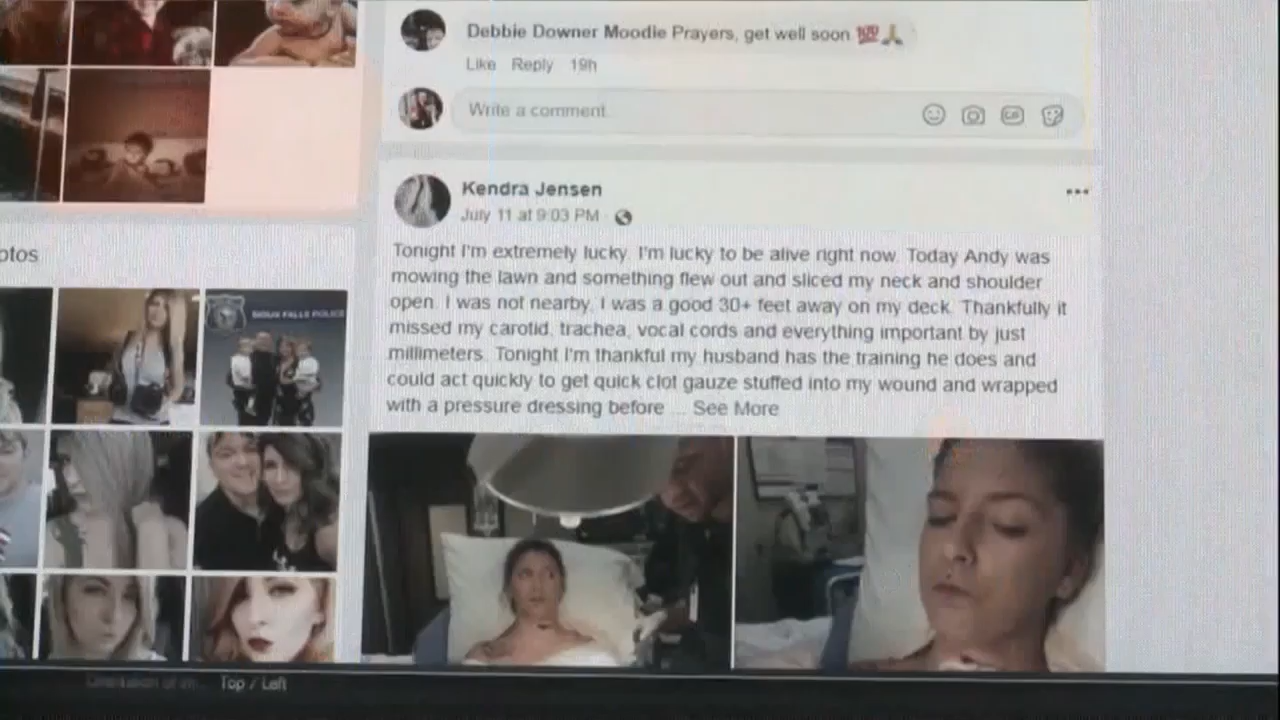 Debbie Downer Moodie Prayers, get well soon 💯🙏
Like Reply 19h
Write a comment
GIF
Kendra Jensen
July 11 at 9:03 PM
otos
SIOUX FALLS POLICE
Tonight I'm extremely lucky. I'm lucky to be alive right now. Today Andy was
mowing the lawn and something flew out and sliced my neck and shoulder
open. I was not nearby, I was a good 30+ feet away on my deck. Thankfully it
missed my carotid, trachea, vocal cords and everything important by just
millimeters. Tonight I'm thankful my husband has the training he does and
could act quickly to get quick clot gauze stuffed into my wound and wrapped
with a pressure dressing before ... See More
Top / Left